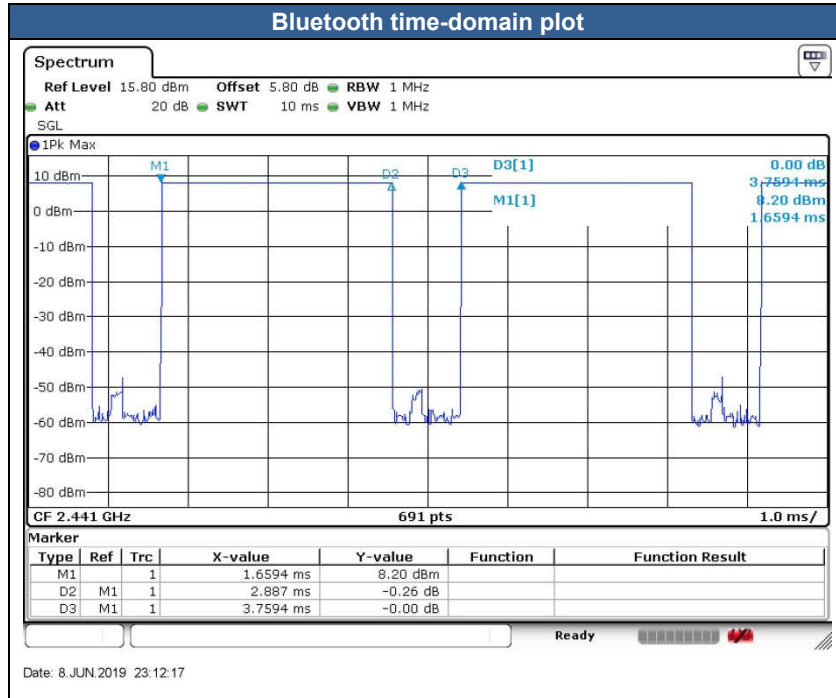 Bluetooth time-domain plot
Spectrum
Ref Level 15.80 dBm Offset 5.80 dB RBW 1 MHz
Att 20 dB SWT 10 ms VBW 1 MHz
SGL
1Pk Max
M1 D2 D3 D3[1] 0.00 dB
10 dBm 3.7594 ms
M1[1] 8.20 dBm
0 dBm 1.6594 ms
-10 dBm
-20 dBm
-30 dBm
-40 dBm
-50 dBm
-60 dBm
-70 dBm
-80 dBm
CF 2.441 GHz 691 pts 1.0 ms/
Marker
Type Ref Trc X-value Y-value Function Function Result
M1 1 1.6594 ms 8.20 dBm
D2 M1 1 2.887 ms -0.26 dB
D3 M1 1 3.7594 ms -0.00 dB
Ready
Date: 8.JUN.2019 23:12:17